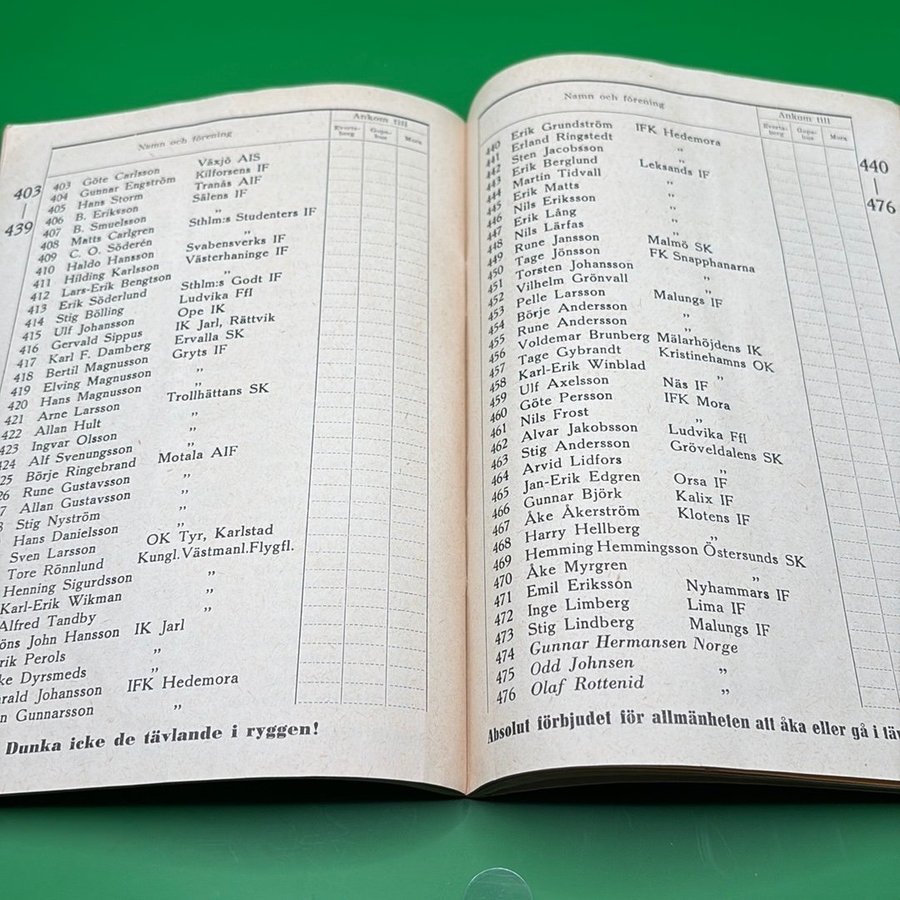 Namn och förening Ankom till
Evertsberg Gopshus Mora
403
|
439
403 Göte Carlsson Växjö AIS
404 Gunnar Engström Kilforsens IF
405 Hans Storm Tranås AIF
406 B. Eriksson Sälens IF
407 B. Smuelsson ,,
408 Matts Carlgren Sthlm:s Studenters IF
409 C. O. Söderén ,,
410 Haldo Hansson Svabensverks IF
411 Hilding Karlsson Västerhaninge IF
412 Lars-Erik Bengtson ,,
413 Erik Söderlund Sthlm:s Godt IF
414 Stig Bölling Ludvika Ffl
415 Ulf Johansson Ope IK
416 Gervald Sippus IK Jarl, Rättvik
417 Karl F. Damberg Ervalla SK
418 Bertil Magnusson Gryts IF
419 Elving Magnusson ,,
420 Hans Magnusson ,,
421 Arne Larsson Trollhättans SK
422 Allan Hult ,,
423 Ingvar Olsson ,,
424 Alf Svenungsson ,,
25 Börje Ringebrand Motala AIF
26 Rune Gustavsson ,,
7 Allan Gustavsson ,,
Stig Nyström ,,
Hans Danielsson ,,
Sven Larsson OK Tyr, Karlstad
Tore Rönnlund Kungl.Västmanl.Flygfl.
Henning Sigurdsson ,,
Karl-Erik Wikman
Alfred Tandby ,,
öns John Hansson IK Jarl
rik Perols ,,
ke Dyrsmeds ,,
arald Johansson IFK Hedemora
n Gunnarsson ,,
Dunka icke de tävlande i ryggen!
Namn och förening Ankom till
Evertsberg Gopshus Mora
440
|
476
440 Erik Grundström IFK Hedemora
441 Erland Ringstedt
442 Sten Jacobsson ,,
443 Erik Berglund Leksands IF
444 Martin Tidvall ,,
445 Erik Matts ,,
446 Nils Eriksson ,,
447 Erik Lång ,,
448 Nils Lärfas
449 Rune Jansson Malmö SK
450 Tage Jönsson FK Snapphanarna
451 Torsten Johansson ,,
452 Vilhelm Grönvall ,,
453 Pelle Larsson Malungs IF
454 Börje Andersson ,,
455 Rune Andersson ,,
456 Voldemar Brunberg Mälarhöjdens IK
457 Tage Gybrandt Kristinehamns OK
458 Karl-Erik Winblad ,,
459 Ulf Axelsson Näs IF
460 Göte Persson IFK Mora
461 Nils Frost ,,
462 Alvar Jakobsson Ludvika Ffl
463 Stig Andersson Gröveldalens SK
464 Arvid Lidfors ,,
465 Jan-Erik Edgren Orsa IF
466 Gunnar Björk Kalix IF
467 Åke Åkerström Klotens IF
468 Harry Hellberg ,,
469 Hemming Hemmingsson Östersunds SK
470 Åke Myrgren ,,
471 Emil Eriksson Nyhammars IF
472 Inge Limberg Lima IF
473 Stig Lindberg Malungs IF
474 Gunnar Hermansen Norge
475 Odd Johnsen ,,
476 Olaf Rottenid ,,
Absolut förbjudet för allmänheten att åka eller gå i täv